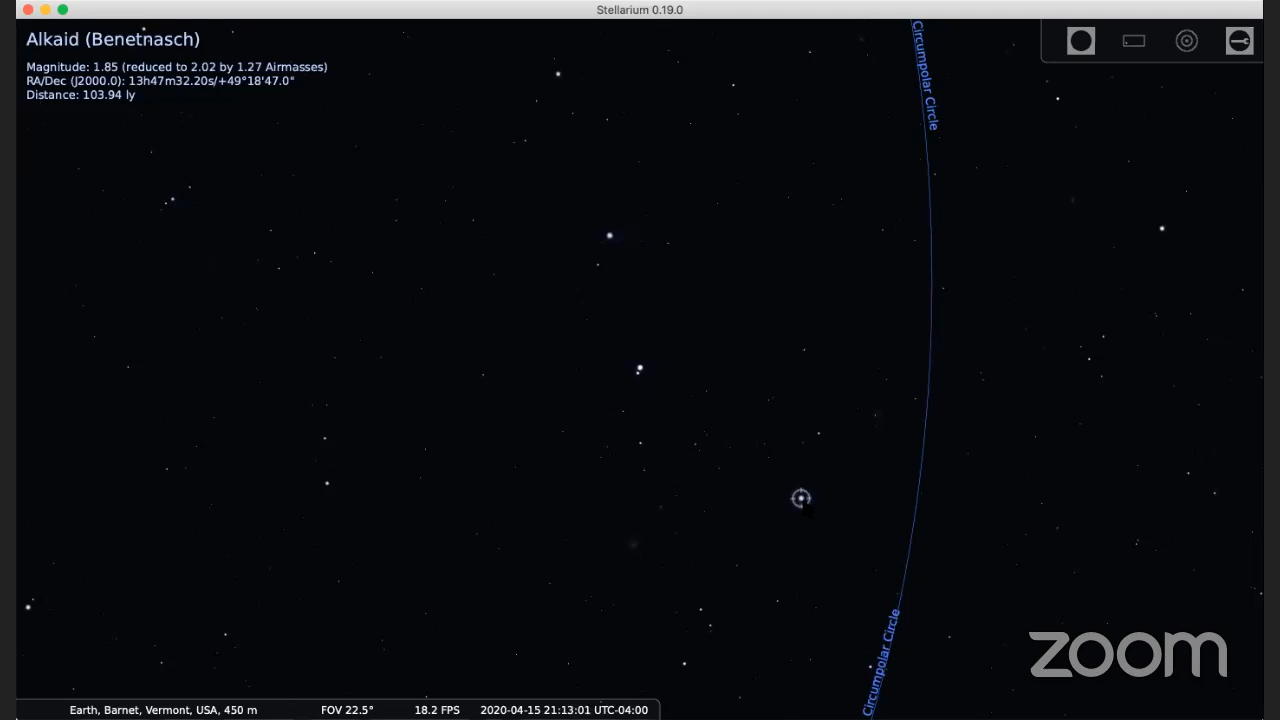 Stellarium 0.19.0
Alkaid (Benetnasch)
Magnitude: 1.85 (reduced to 2.02 by 1.27 Airmasses)
RA/Dec (J2000.0): 13h47m32.20s/+49°18'47.0"
Distance: 103.94 ly
Circumpolar Circle
Circumpolar Circle
zoom
Earth, Barnet, Vermont, USA, 450 m FOV 22.5° 18.2 FPS 2020-04-15 21:13:01 UTC-04:00